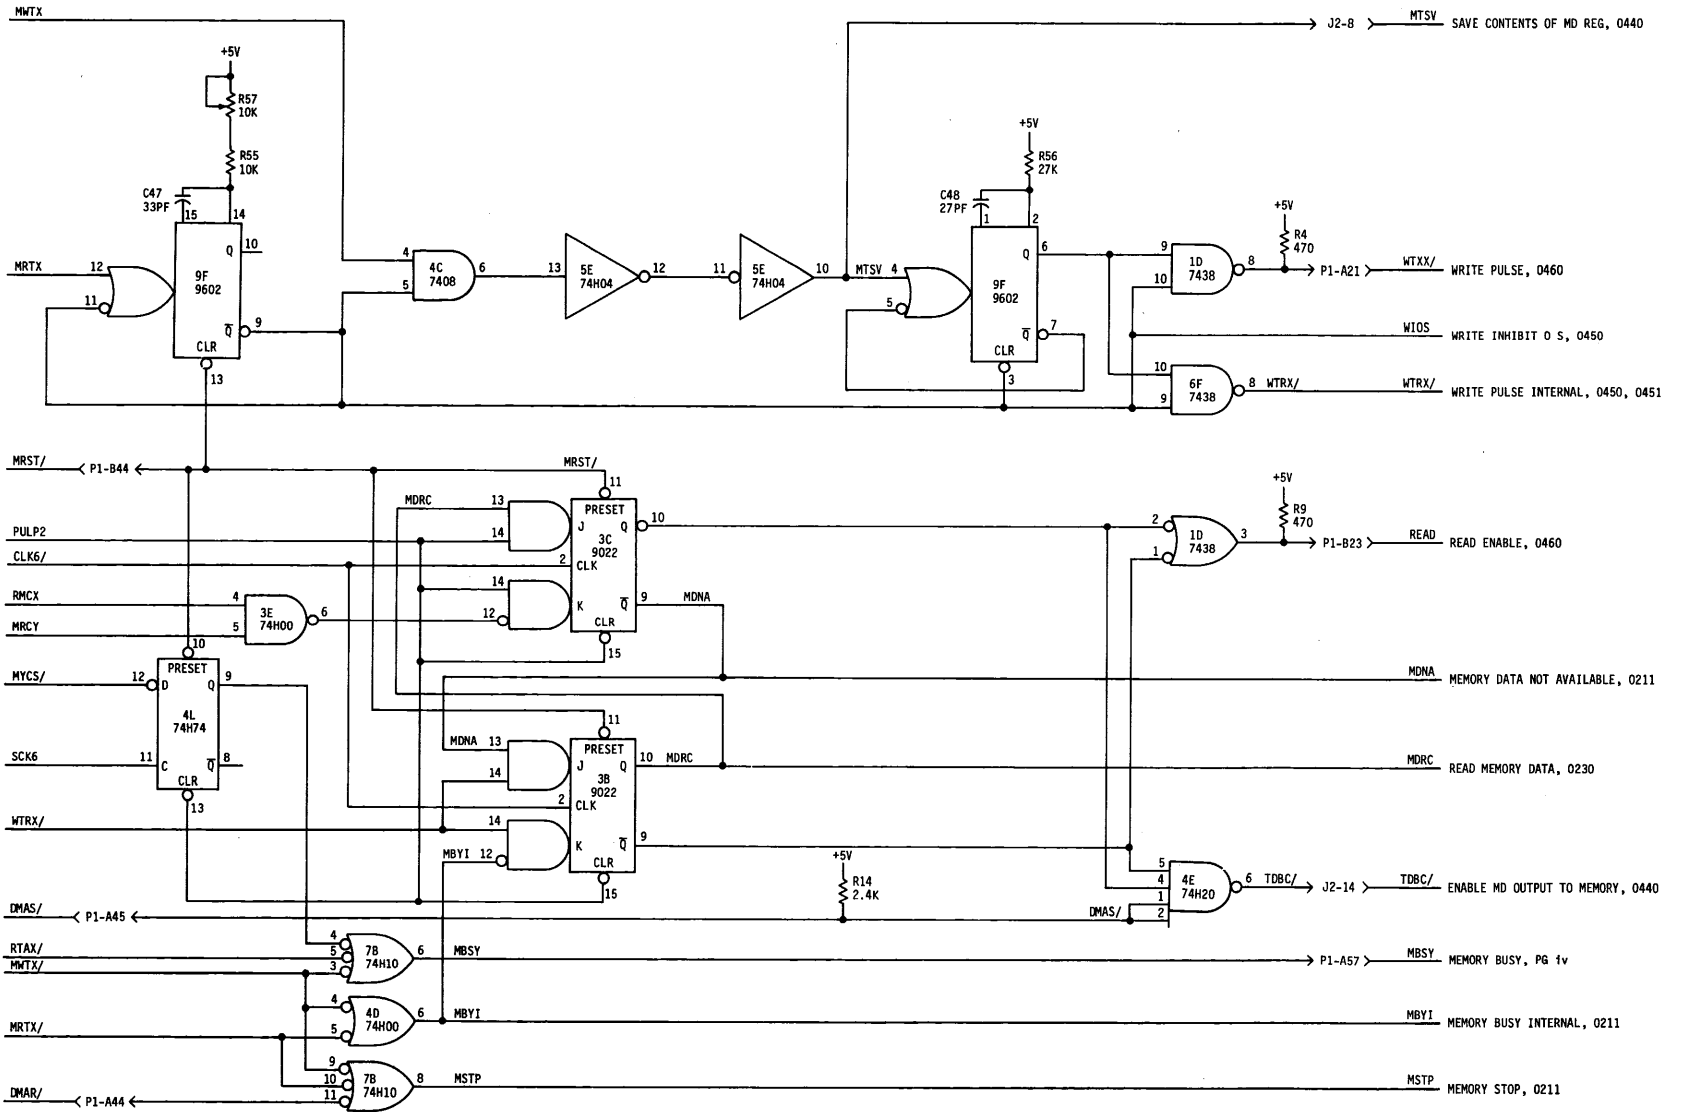 MWTX
J2-8 MTSV SAVE CONTENTS OF MD REG, 0440
+5V
R57
10K
R55
10K
C47
33PF
15 14
Q 10
9F
9602
MRTX 12
11
Q 9
CLR
13
4
4C
7408
6
5
13 5E
74H04
12
11 5E
74H04
10
MTSV 4
5
+5V
R56
27K
C48
27PF
1 2
Q 6
9F
9602
Q 7
CLR
3
9
1D
7438
8
10
+5V
R4
470
P1-A21 WTXX/ WRITE PULSE, 0460
WIOS WRITE INHIBIT O S, 0450
10
6F
7438
8 WTRX/
9
WTRX/ WRITE PULSE INTERNAL, 0450, 0451
MRST/ P1-B44
MRST/
11
MDRC 13
14
PRESET
J Q 10
3C
9022
PULP2
CLK6/
2 CLK
RMCX 4
3E
74H00
6
MRCY 5
14
12
K Q 9 MDNA
CLR
15
2
1D
7438
3
1
+5V
R9
470
P1-B23 READ READ ENABLE, 0460
10
PRESET
MYCS/ 12 D Q 9
4L
74H74
SCK6 11 C Q 8
CLR
13
MDNA MEMORY DATA NOT AVAILABLE, 0211
11
MDNA 13
14
PRESET
J Q 10 MDRC
3B
9022
2 CLK
MDRC READ MEMORY DATA, 0230
WTRX/
14
MBYI 12
K Q 9
CLR
15
+5V
R14
2.4K
5
4
1
2
4E
74H20
6 TDBC/ J2-14 TDBC/ ENABLE MD OUTPUT TO MEMORY, 0440
DMAS/ P1-A45
DMAS/
RTAX/
MWTX/
4
5
3
7B
74H10
6 MBSY
P1-A57 MBSY MEMORY BUSY, PG iv
4
5
4D
74H00
6 MBYI
MBYI MEMORY BUSY INTERNAL, 0211
MRTX/
9
10
11
7B
74H10
8 MSTP
MSTP MEMORY STOP, 0211
DMAR/ P1-A44